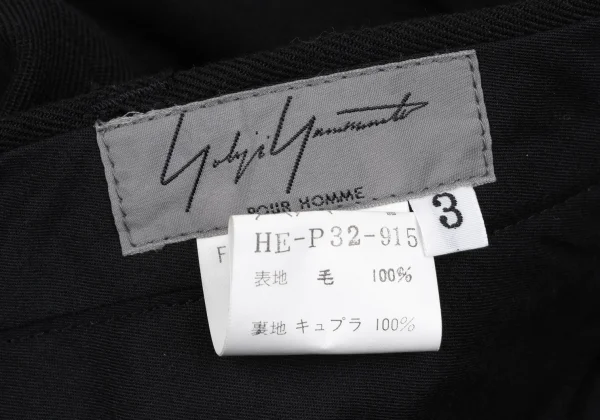 Yohji Yamamoto
POUR HOMME
3
F
HE-P32-915
表地 毛 100%
裏地 キュプラ 100%